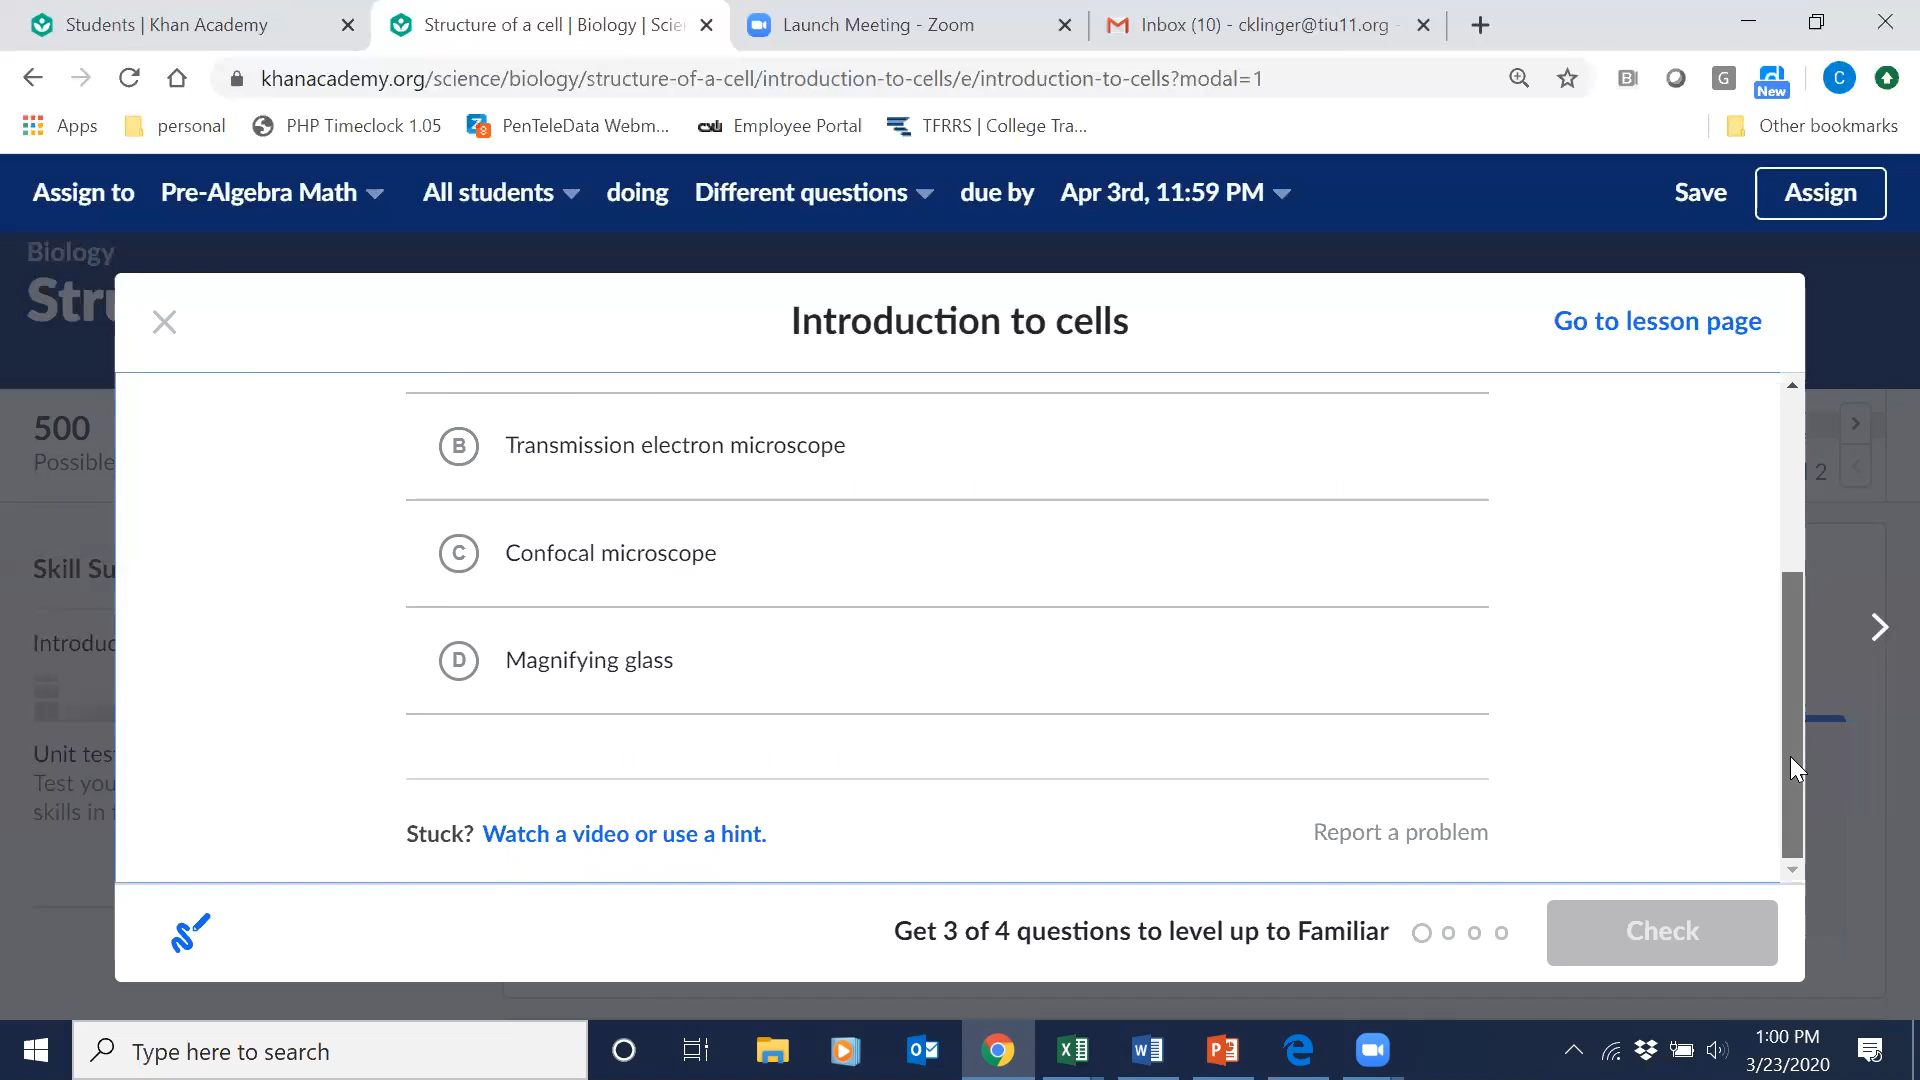 Students | Khan Academy
Structure of a cell | Biology | Scie
Launch Meeting - Zoom
Inbox (10) - cklinger@tiu11.org -
khanacademy.org/science/biology/structure-of-a-cell/introduction-to-cells/e/introduction-to-cells?modal=1
New
C
G
Apps
personal
PHP Timeclock 1.05
PenTeleData Webm...
Employee Portal
TFRRS | College Tra...
Other bookmarks
Assign to Pre-Algebra Math All students doing Different questions due by Apr 3rd, 11:59 PM
Save
Assign
Biology
Stru
Introduction to cells
Go to lesson page
500
Possible
B Transmission electron microscope
2
C Confocal microscope
Skill Su
Introduc
D Magnifying glass
Unit tes
Test you
skills in
Stuck? Watch a video or use a hint.
Report a problem
Get 3 of 4 questions to level up to Familiar
Check
Type here to search
1:00 PM
3/23/2020